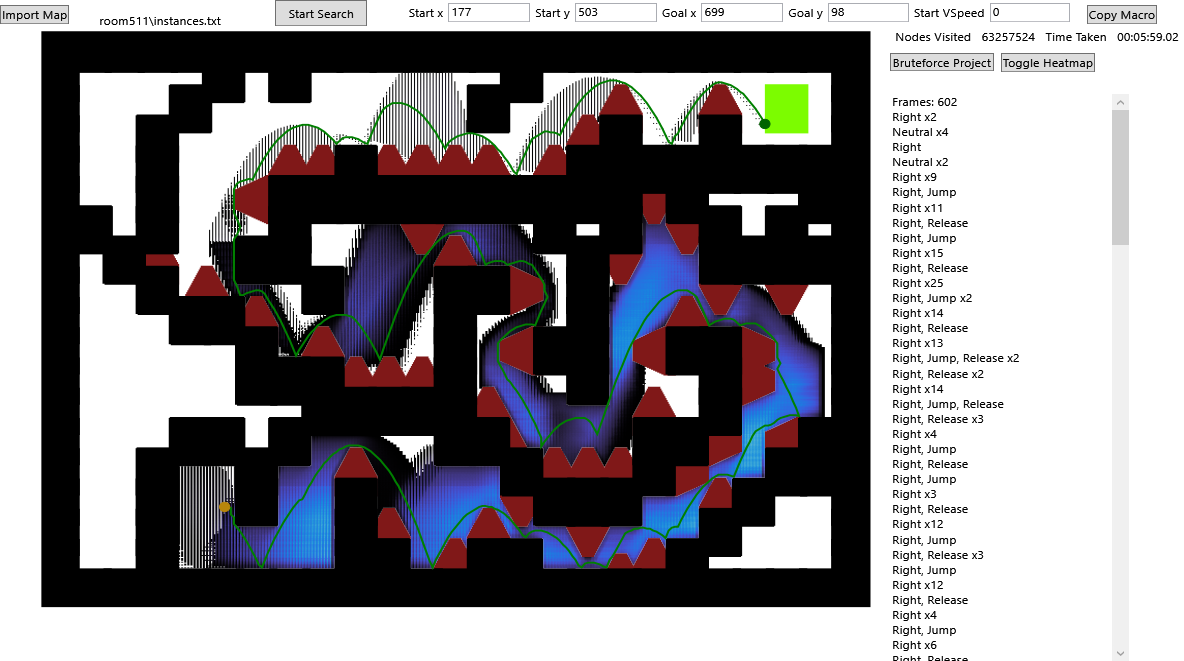 Import Map
room511\instances.txt
Start Search
Start x 177 Start y 503 Goal x 699 Goal y 98 Start VSpeed 0
Copy Macro
Nodes Visited 63257524 Time Taken 00:05:59.02
Bruteforce Project Toggle Heatmap
Frames: 602
Right x2
Neutral x4
Right
Neutral x2
Right x9
Right, Jump
Right x11
Right, Release
Right, Jump
Right x15
Right, Release
Right x25
Right, Jump x2
Right x14
Right, Release
Right x13
Right, Jump, Release x2
Right, Release x2
Right x14
Right, Jump, Release
Right, Release x3
Right x4
Right, Jump
Right, Release
Right, Jump
Right x3
Right, Release
Right x12
Right, Jump
Right, Release x3
Right, Jump
Right x12
Right, Release
Right x4
Right, Jump
Right x6
Right, Release